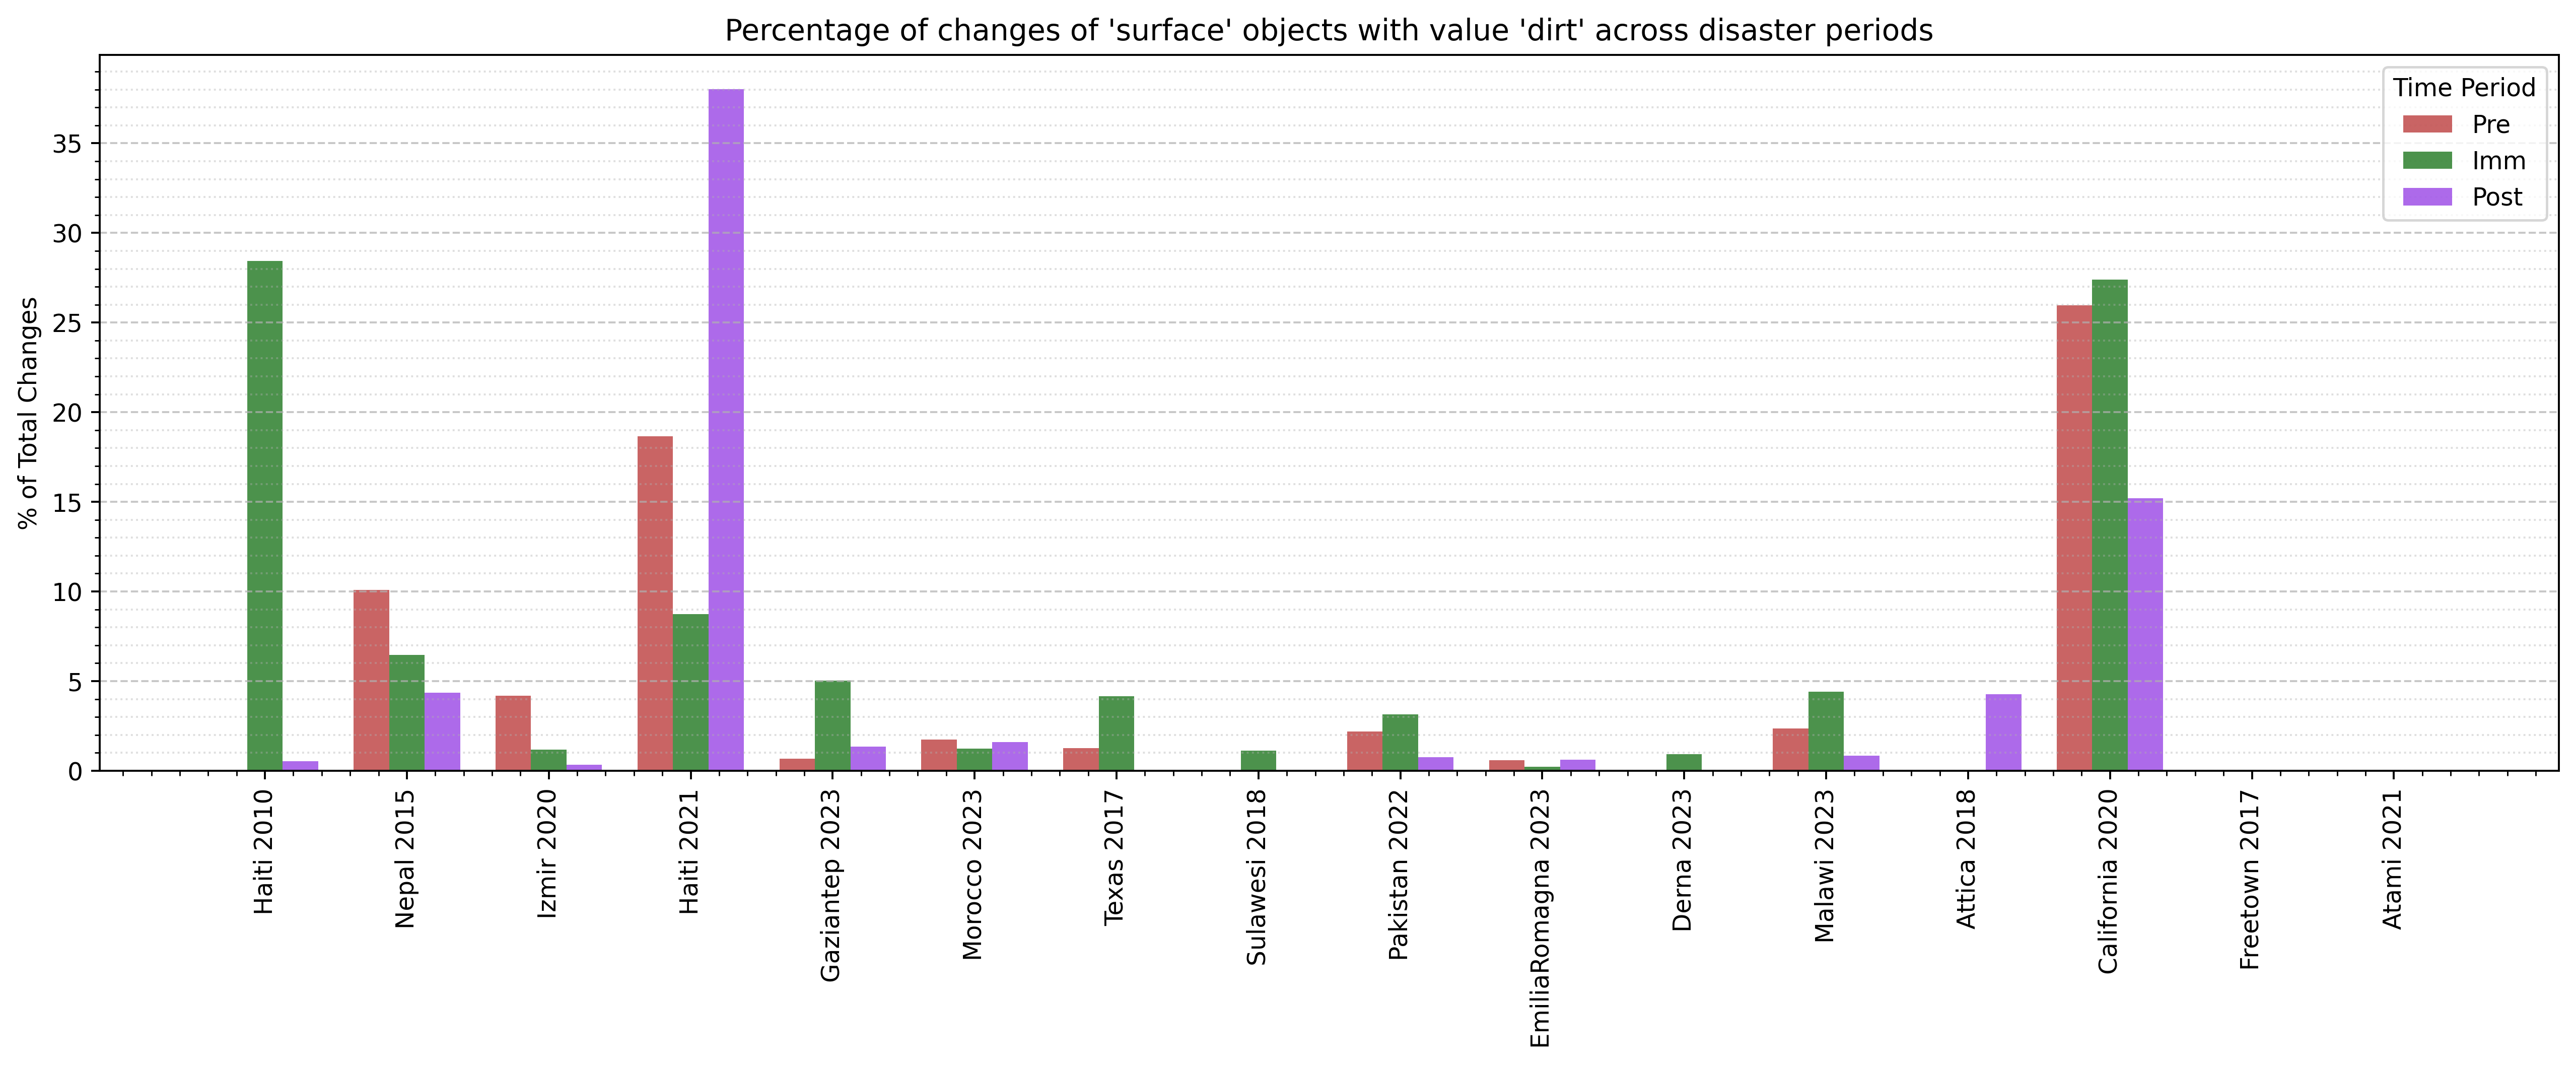 Percentage of changes of 'surface' objects with value 'dirt' across disaster periods
% of Total Changes
35
30
25
20
15
10
5
0
Time Period
Pre
Imm
Post
Haiti 2010
Nepal 2015
Izmir 2020
Haiti 2021
Gaziantep 2023
Morocco 2023
Texas 2017
Sulawesi 2018
Pakistan 2022
EmiliaRomagna 2023
Derna 2023
Malawi 2023
Attica 2018
California 2020
Freetown 2017
Atami 2021